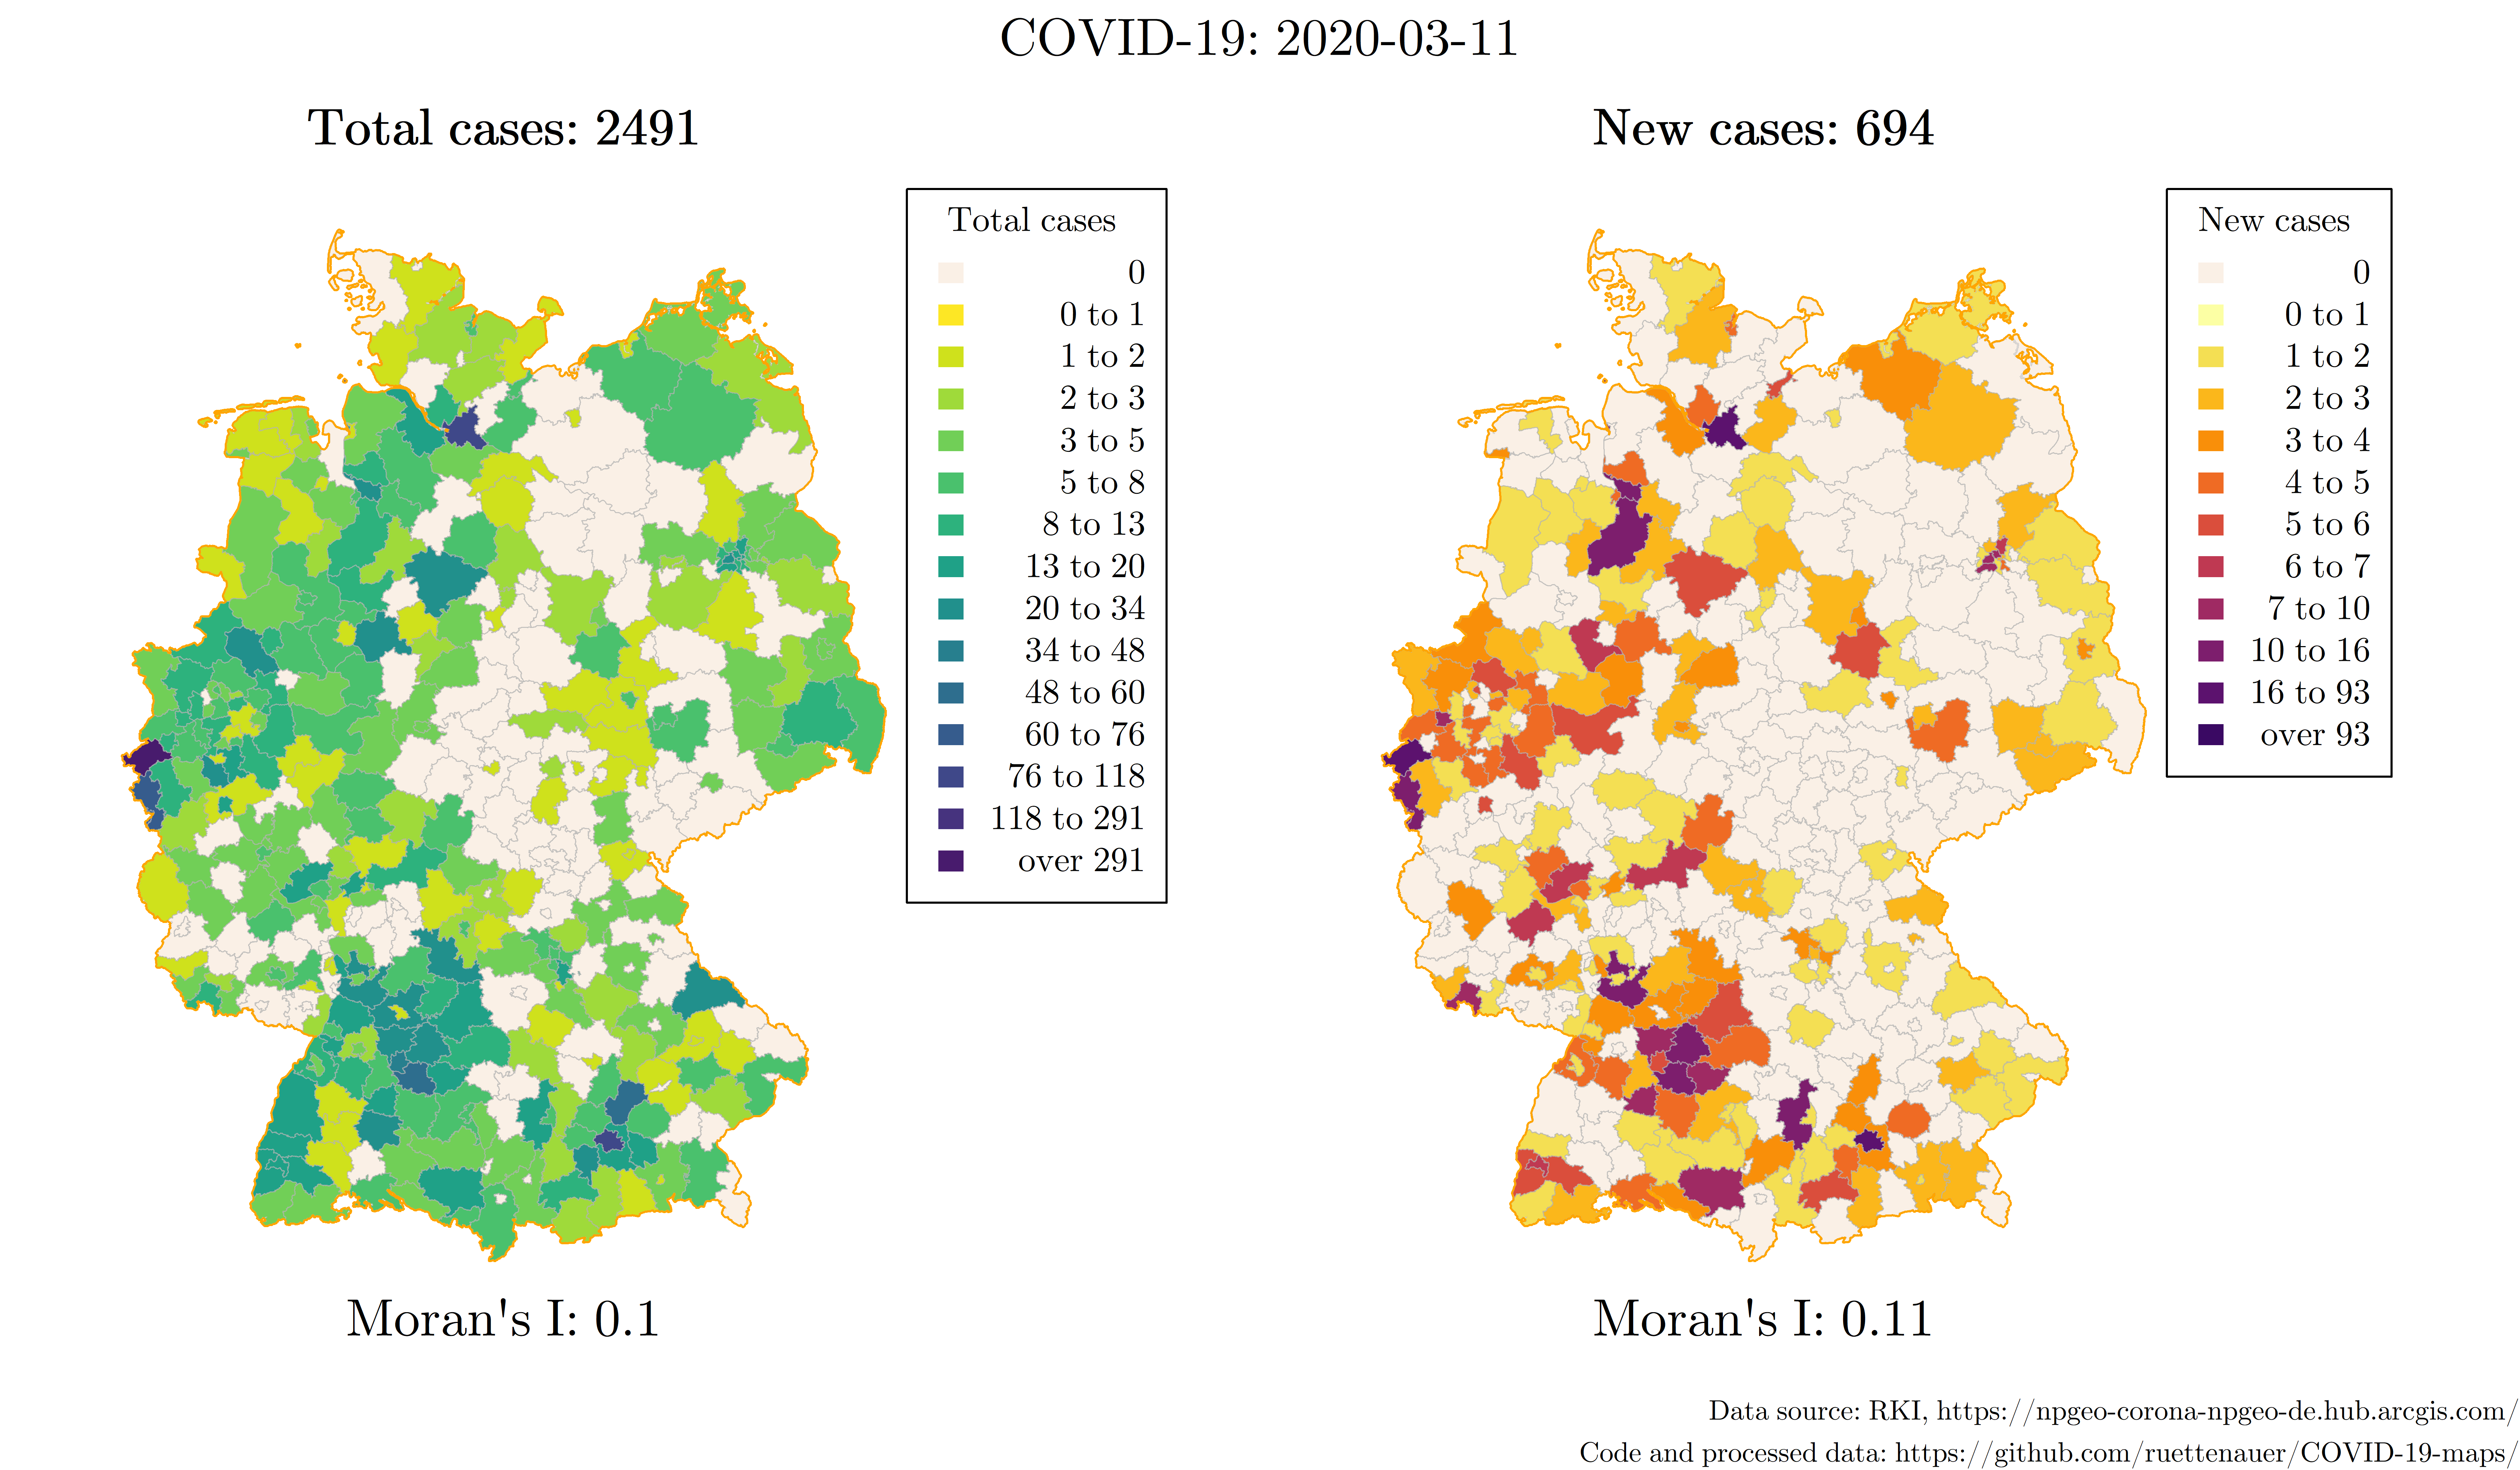 COVID-19: 2020-03-11
Total cases: 2491
Total cases
0
0 to 1
1 to 2
2 to 3
3 to 5
5 to 8
8 to 13
13 to 20
20 to 34
34 to 48
48 to 60
60 to 76
76 to 118
118 to 291
over 291
Moran's I: 0.1
New cases: 694
New cases
0
0 to 1
1 to 2
2 to 3
3 to 4
4 to 5
5 to 6
6 to 7
7 to 10
10 to 16
16 to 93
over 93
Moran's I: 0.11
Data source: RKI, https://npgeo-corona-npgeo-de.hub.arcgis.com/
Code and processed data: https://github.com/ruettenauer/COVID-19-maps/